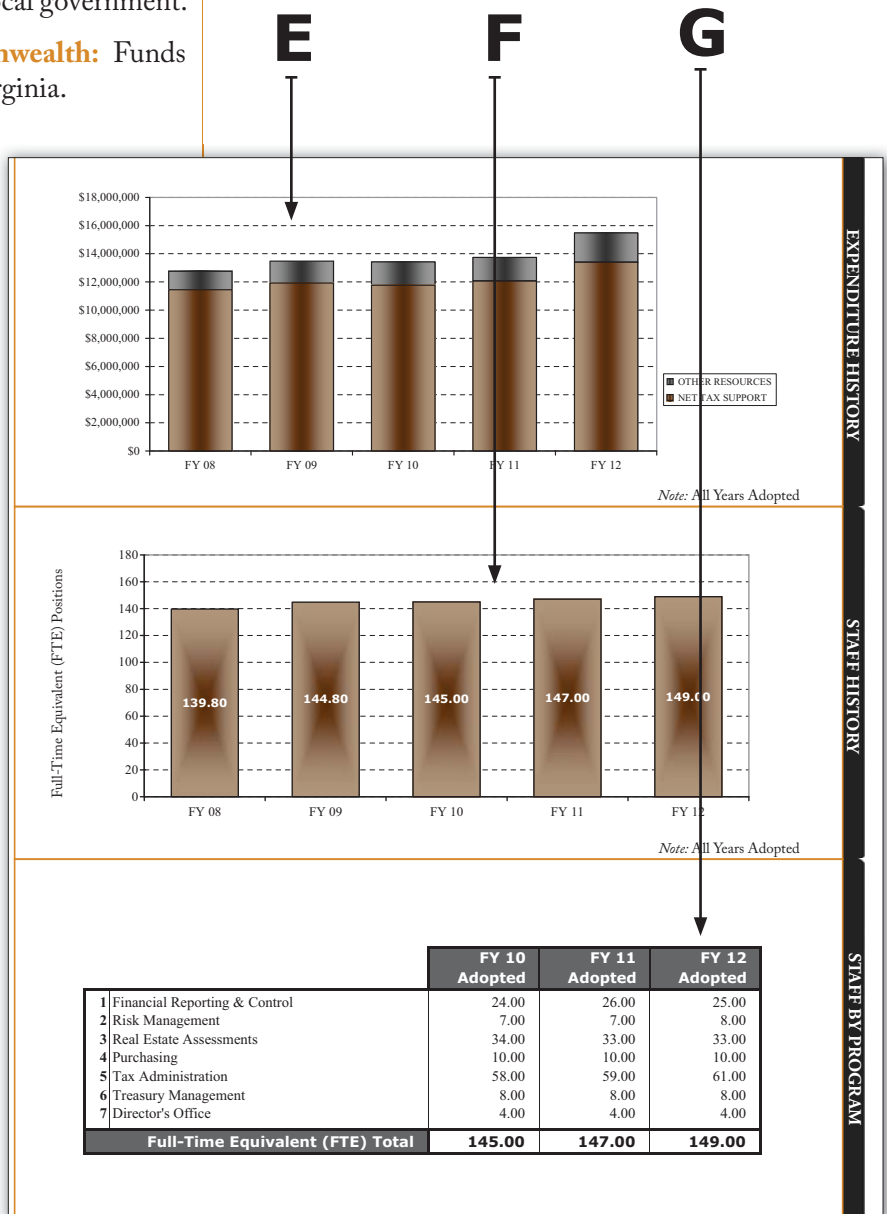 ocal government.
nwealth: Funds
rginia.
E F G
$18,000,000
$16,000,000
$14,000,000
$12,000,000
$10,000,000
$8,000,000
$6,000,000
$4,000,000
$2,000,000
$0
FY 08 FY 09 FY 10 FY 11 FY 12
OTHER RESOURCES
NET TAX SUPPORT
Note: All Years Adopted
EXPENDITURE HISTORY
Full-Time Equivalent (FTE) Positions
180
160
140
120
100
80
60
40
20
0
139.80 144.80 145.00 147.00 149.00
FY 08 FY 09 FY 10 FY 11 FY 12
Note: All Years Adopted
STAFF HISTORY
FY 10 FY 11 FY 12
Adopted Adopted Adopted
1 Financial Reporting & Control 24.00 26.00 25.00
2 Risk Management 7.00 7.00 8.00
3 Real Estate Assessments 34.00 33.00 33.00
4 Purchasing 10.00 10.00 10.00
5 Tax Administration 58.00 59.00 61.00
6 Treasury Management 8.00 8.00 8.00
7 Director's Office 4.00 4.00 4.00
Full-Time Equivalent (FTE) Total 145.00 147.00 149.00
STAFF BY PROGRAM